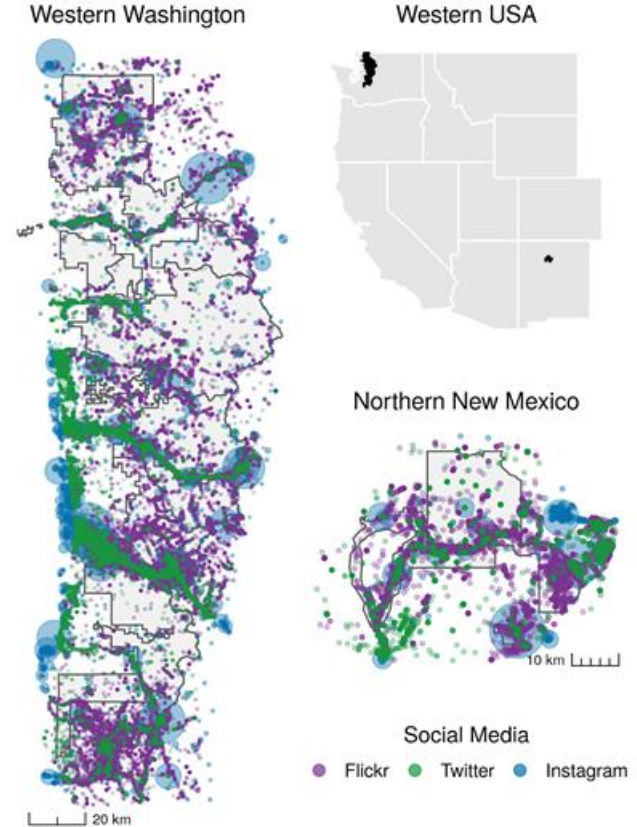 Western Washington
Western USA
Northern New Mexico
10 km
Social Media
Flickr
Twitter
Instagram
20 km